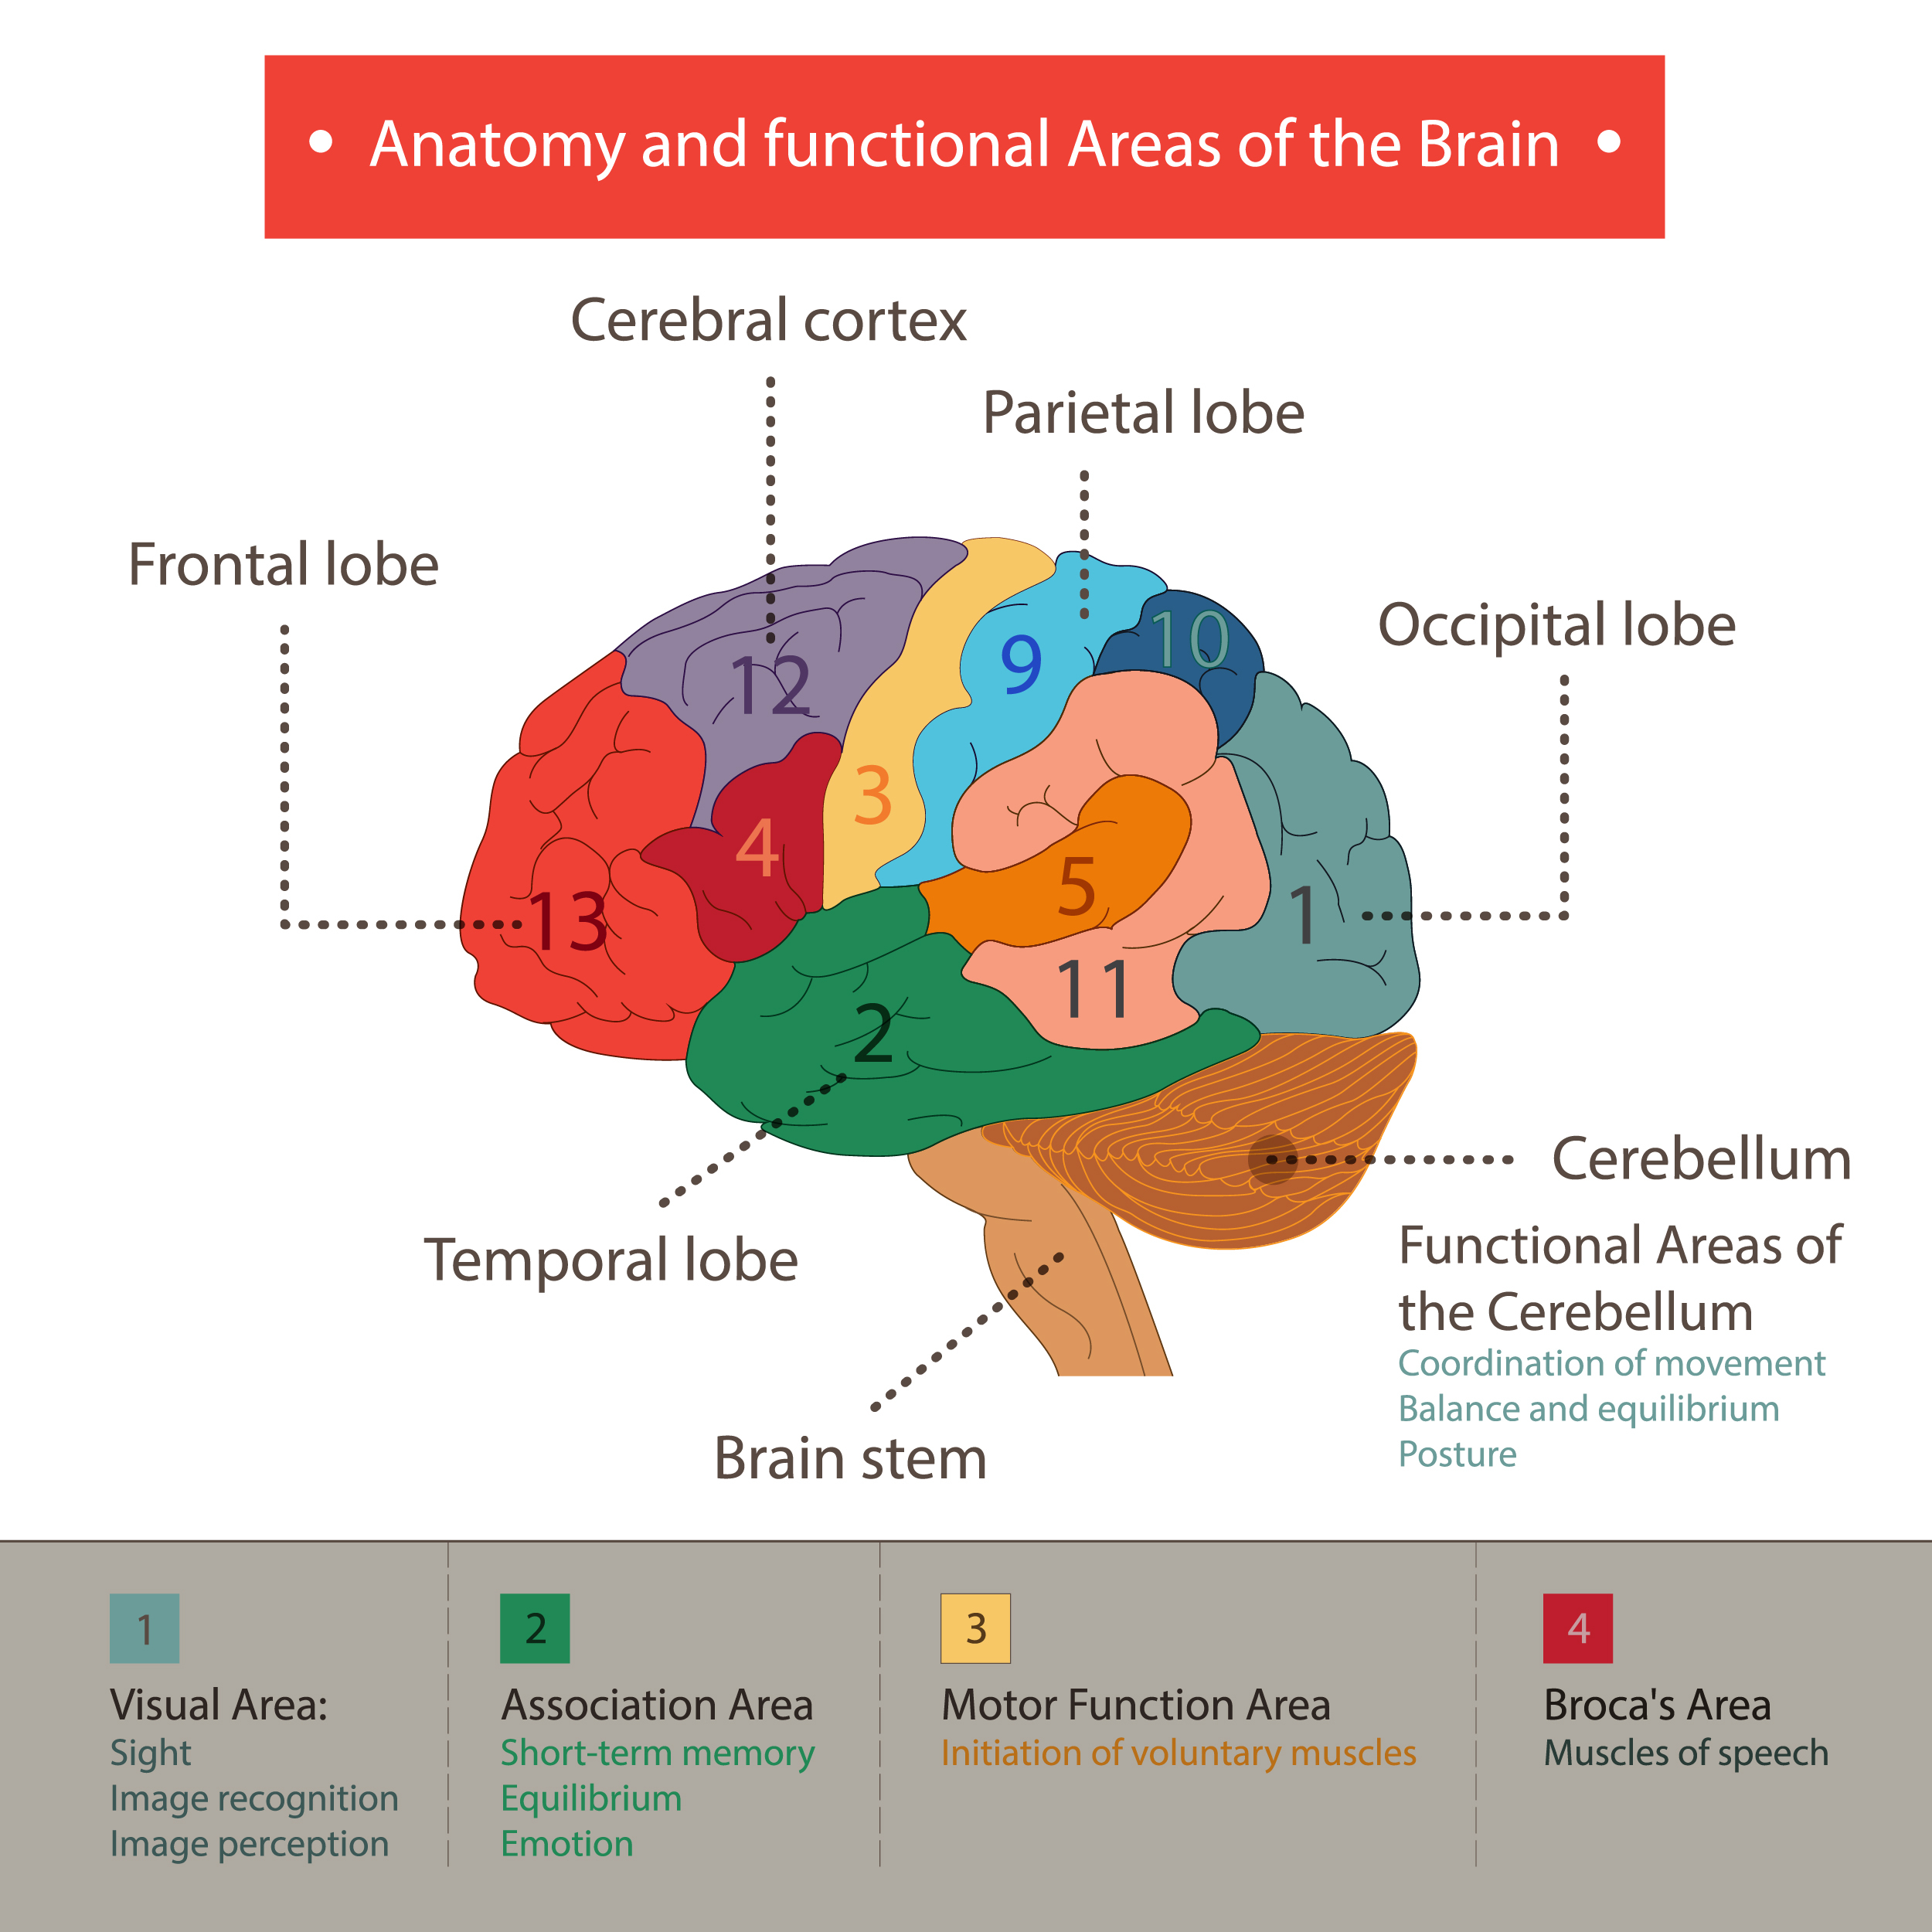 • Anatomy and functional Areas of the Brain •
Cerebral cortex
Parietal lobe
Frontal lobe
Occipital lobe
12
9
10
3
4
5
13
1
11
2
Cerebellum
Temporal lobe
Functional Areas of
the Cerebellum
Coordination of movement
Balance and equilibrium
Posture
Brain stem
1
Visual Area:
Sight
Image recognition
Image perception
2
Association Area
Short-term memory
Equilibrium
Emotion
3
Motor Function Area
Initiation of voluntary muscles
4
Broca's Area
Muscles of speech